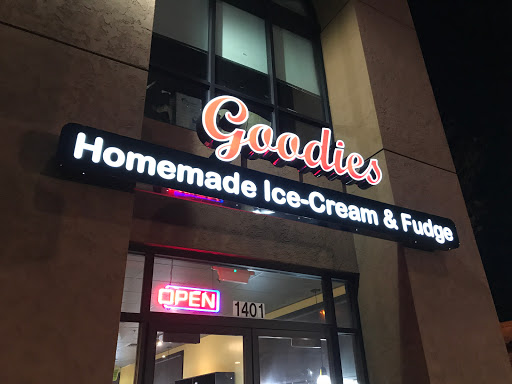 Goodies
Homemade Ice-Cream & Fudge
OPEN
1401